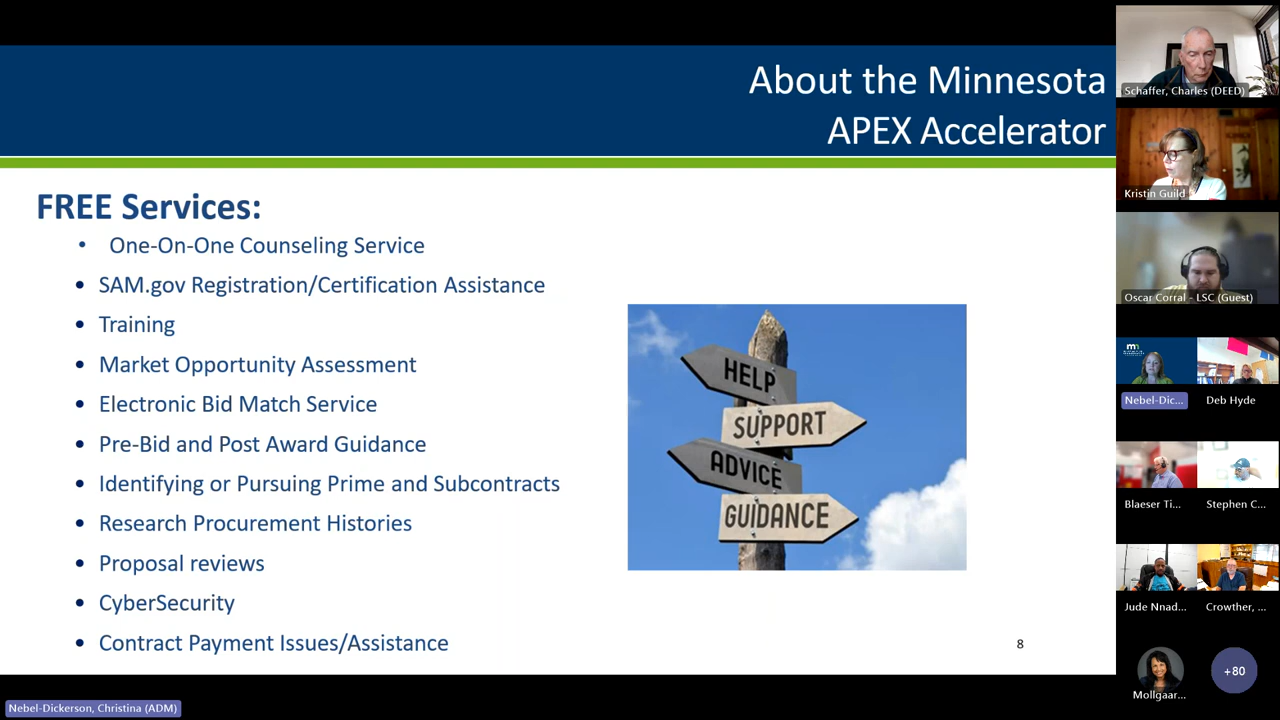 About the Minnesota
APEX Accelerator
FREE Services:
• One-On-One Counseling Service
• SAM.gov Registration/Certification Assistance
• Training
• Market Opportunity Assessment
• Electronic Bid Match Service
• Pre-Bid and Post Award Guidance
• Identifying or Pursuing Prime and Subcontracts
• Research Procurement Histories
• Proposal reviews
• CyberSecurity
• Contract Payment Issues/Assistance
HELP
SUPPORT
ADVICE
GUIDANCE
8
Nebel-Dickerson, Christina (ADM)
Schaffer, Charles (DEED)
Kristin Guild
Oscar Corral - LSC (Guest)
Nebel-Dic...
Deb Hyde
Blaeser Ti...
Stephen C...
Jude Nnad...
Crowther, ...
Mollgaar...
+80